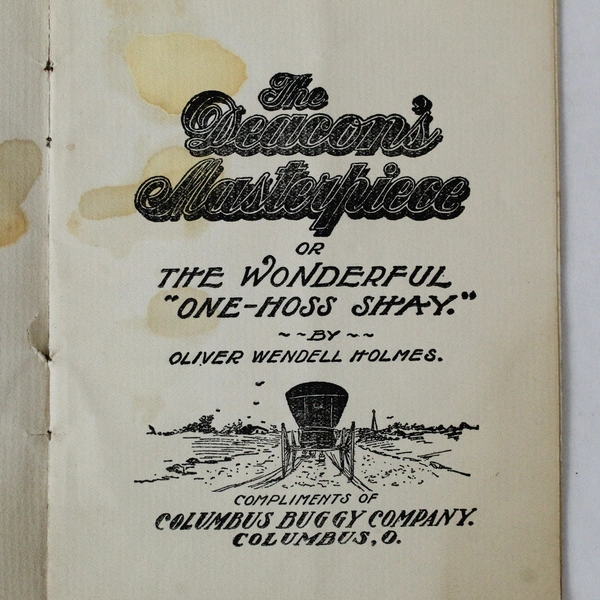 The
Deacon's
Masterpiece
OR
THE WONDERFUL
"ONE-HOSS SHAY."
~~BY~~
OLIVER WENDELL HOLMES.
COMPLIMENTS OF
COLUMBUS BUGGY COMPANY.
COLUMBUS, O.